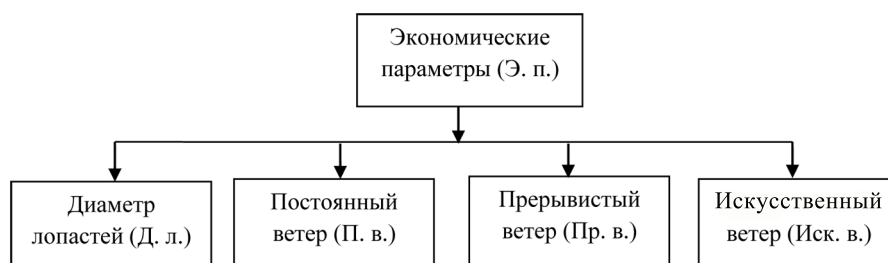 Экономические
параметры (Э. п.)
Диаметр
лопастей (Д. л.)
Постоянный
ветер (П. в.)
Прерывистый
ветер (Пр. в.)
Искусственный
ветер (Иск. в.)